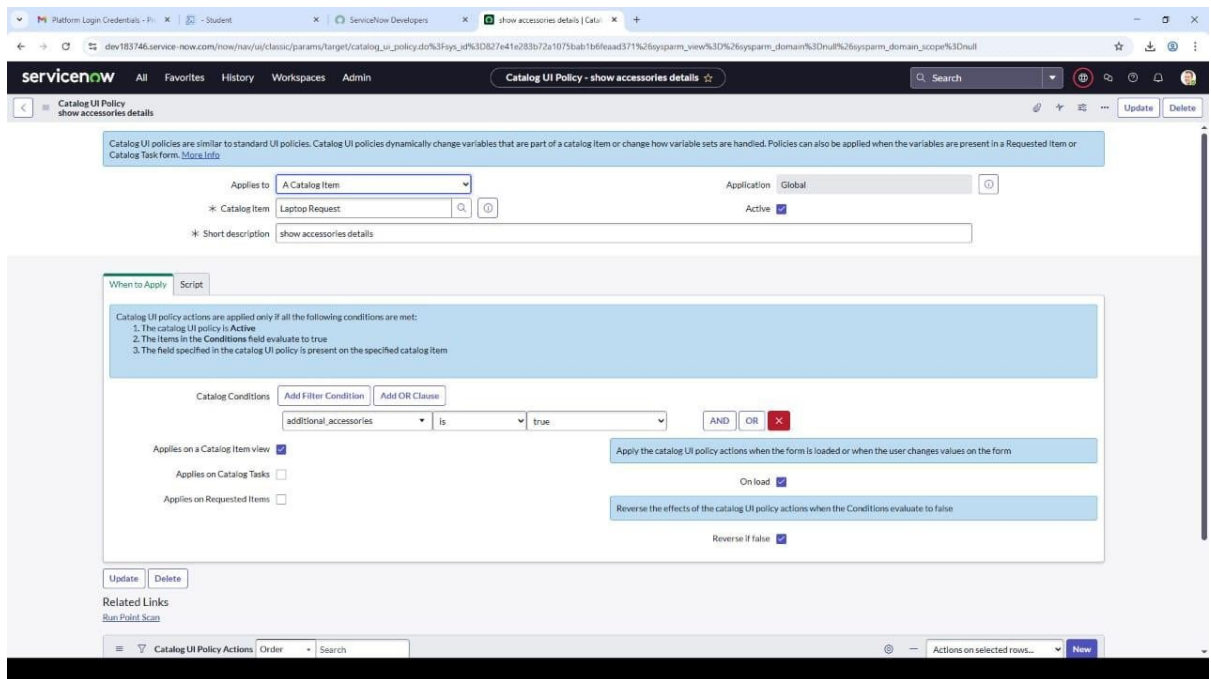 Platform Login Credentials - Pr
- Student
ServiceNow Developers
show accessories details | Catal
dev183746.service-now.com/now/nav/ui/classic/params/target/catalog_ui_policy.do%3Fsys_id%3D827e41e283b72a1075bab1b6feaad371%26sysparm_view%3D%26sysparm_domain%3Dnull%26sysparm_domain_scope%3Dnull
servicenow All Favorites History Workspaces Admin
Catalog UI Policy - show accessories details
Search
Catalog UI Policy
show accessories details
Update Delete
Catalog UI policies are similar to standard UI policies. Catalog UI policies dynamically change variables that are part of a catalog item or change how variable sets are handled. Policies can also be applied when the variables are present in a Requested Item or
Catalog Task form. More Info
Applies to A Catalog Item Application Global
* Catalog Item Laptop Request Active
* Short description show accessories details
When to Apply Script
Catalog UI policy actions are applied only if all the following conditions are met:
1. The catalog UI policy is Active
2. The items in the Conditions field evaluate to true
3. The field specified in the catalog UI policy is present on the specified catalog item
Catalog Conditions Add Filter Condition Add OR Clause
additional_accessories is true AND OR
Applies on a Catalog Item view
Apply the catalog UI policy actions when the form is loaded or when the user changes values on the form
Applies on Catalog Tasks
On load
Applies on Requested Items
Reverse the effects of the catalog UI policy actions when the Conditions evaluate to false
Reverse if false
Update Delete
Related Links
Run Point Scan
Catalog UI Policy Actions Order Search Actions on selected rows... New